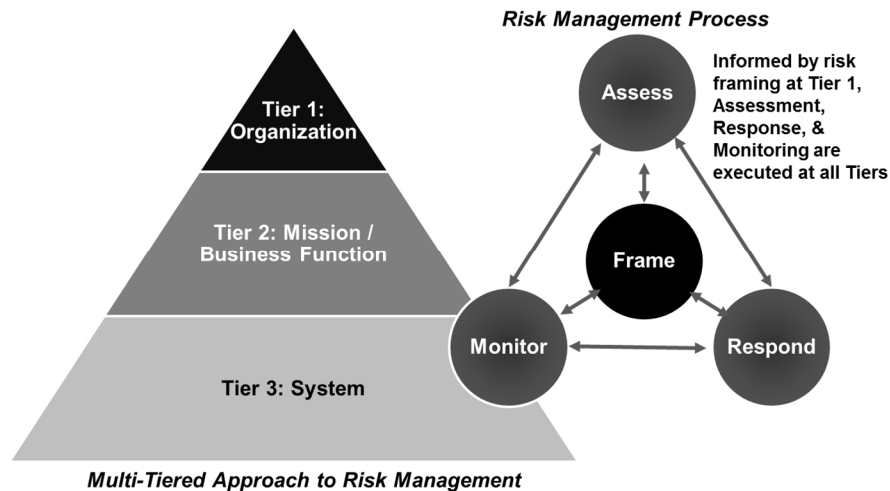 Risk Management Process
Tier 1:
Organization
Tier 2: Mission /
Business Function
Tier 3: System
Multi-Tiered Approach to Risk Management
Assess
Informed by risk
framing at Tier 1,
Assessment,
Response, &
Monitoring are
executed at all Tiers
Frame
Monitor
Respond